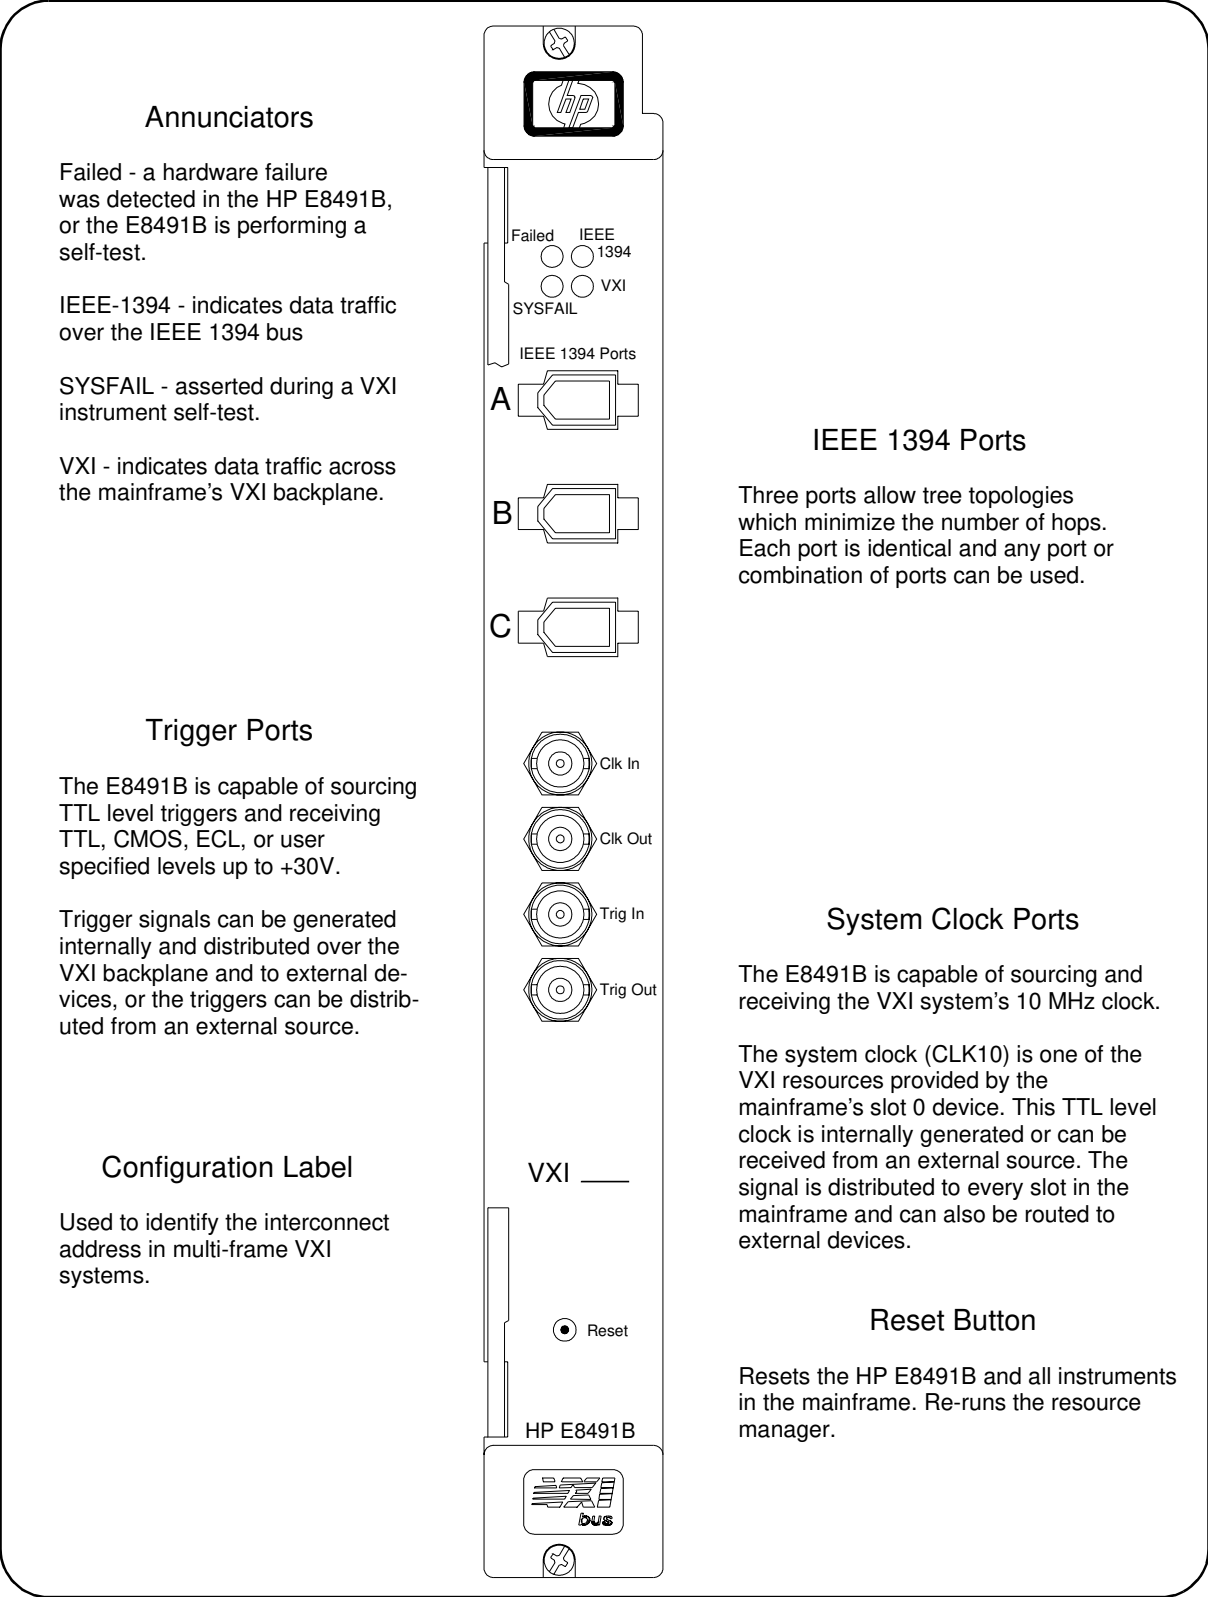 Annunciators
Failed - a hardware failure
was detected in the HP E8491B,
or the E8491B is performing a
self-test.
IEEE-1394 - indicates data traffic
over the IEEE 1394 bus
SYSFAIL - asserted during a VXI
instrument self-test.
VXI - indicates data traffic across
the mainframe's VXI backplane.
Trigger Ports
The E8491B is capable of sourcing
TTL level triggers and receiving
TTL, CMOS, ECL, or user
specified levels up to +30V.
Trigger signals can be generated
internally and distributed over the
VXI backplane and to external de-
vices, or the triggers can be distrib-
uted from an external source.
Configuration Label
Used to identify the interconnect
address in multi-frame VXI
systems.
hp
Failed IEEE
1394
VXI
SYSFAIL
IEEE 1394 Ports
A
B
C
Clk In
Clk Out
Trig In
Trig Out
VXI ___
Reset
HP E8491B
VXI
bus
IEEE 1394 Ports
Three ports allow tree topologies
which minimize the number of hops.
Each port is identical and any port or
combination of ports can be used.
System Clock Ports
The E8491B is capable of sourcing and
receiving the VXI system's 10 MHz clock.
The system clock (CLK10) is one of the
VXI resources provided by the
mainframe's slot 0 device. This TTL level
clock is internally generated or can be
received from an external source. The
signal is distributed to every slot in the
mainframe and can also be routed to
external devices.
Reset Button
Resets the HP E8491B and all instruments
in the mainframe. Re-runs the resource
manager.